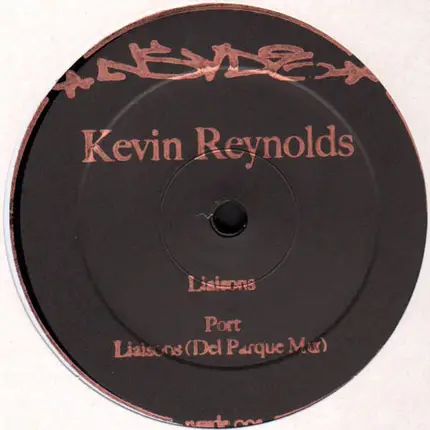 Kevin Reynolds
Liaisons
Port
Liaisons (Del Parque Mix)